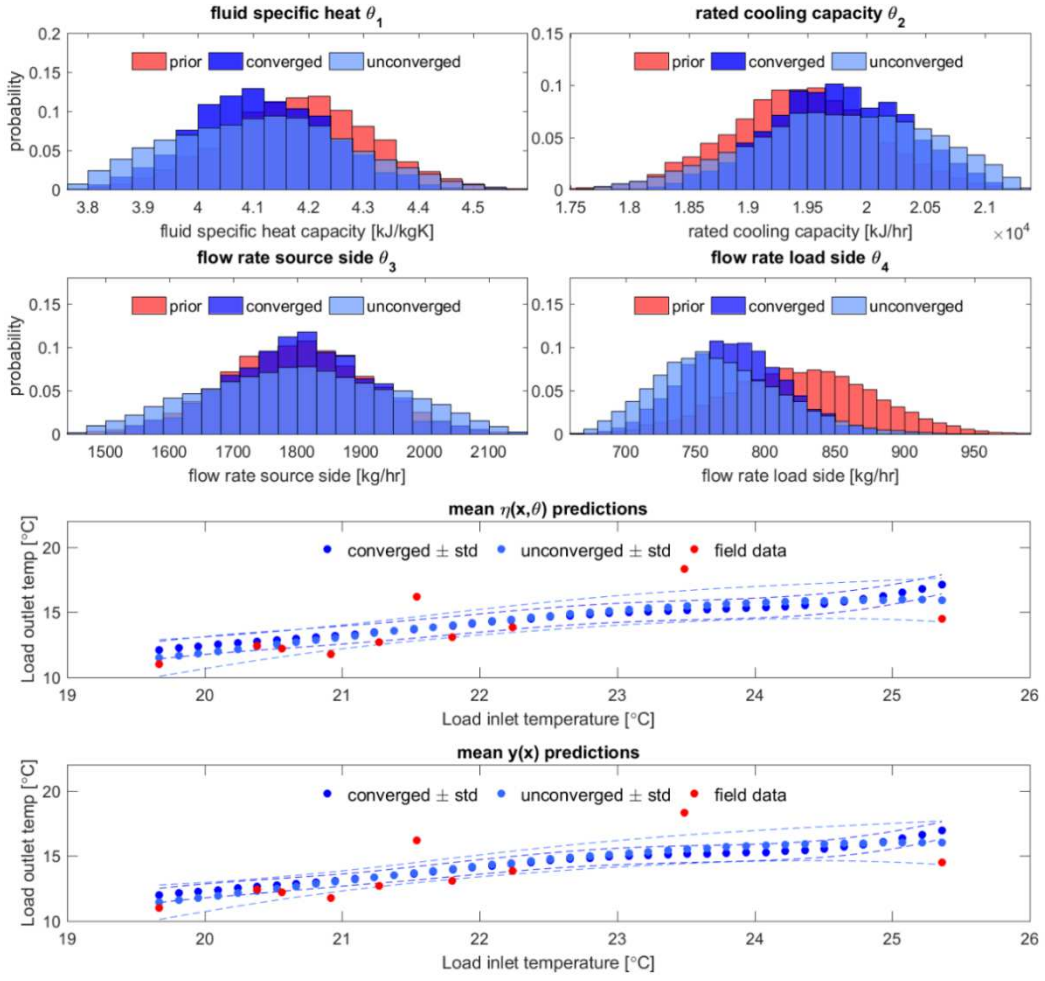 fluid specific heat θ1
0.2
0.15
0.1
0.05
0
probability
prior converged unconverged
3.8 3.9 4 4.1 4.2 4.3 4.4 4.5
fluid specific heat capacity [kJ/kgK]
rated cooling capacity θ2
0.15
0.1
0.05
0
prior converged unconverged
1.75 1.8 1.85 1.9 1.95 2 2.05 2.1
rated cooling capacity [kJ/hr]
×10^4
flow rate source side θ3
0.15
0.1
0.05
0
probability
prior converged unconverged
1500 1600 1700 1800 1900 2000 2100
flow rate source side [kg/hr]
flow rate load side θ4
0.15
0.1
0.05
0
prior converged unconverged
700 750 800 850 900 950
flow rate load side [kg/hr]
mean η(x,θ) predictions
Load outlet temp [°C]
20
15
10
converged ± std unconverged ± std field data
19 20 21 22 23 24 25 26
Load inlet temperature [°C]
mean y(x) predictions
Load outlet temp [°C]
20
15
10
converged ± std unconverged ± std field data
19 20 21 22 23 24 25 26
Load inlet temperature [°C]